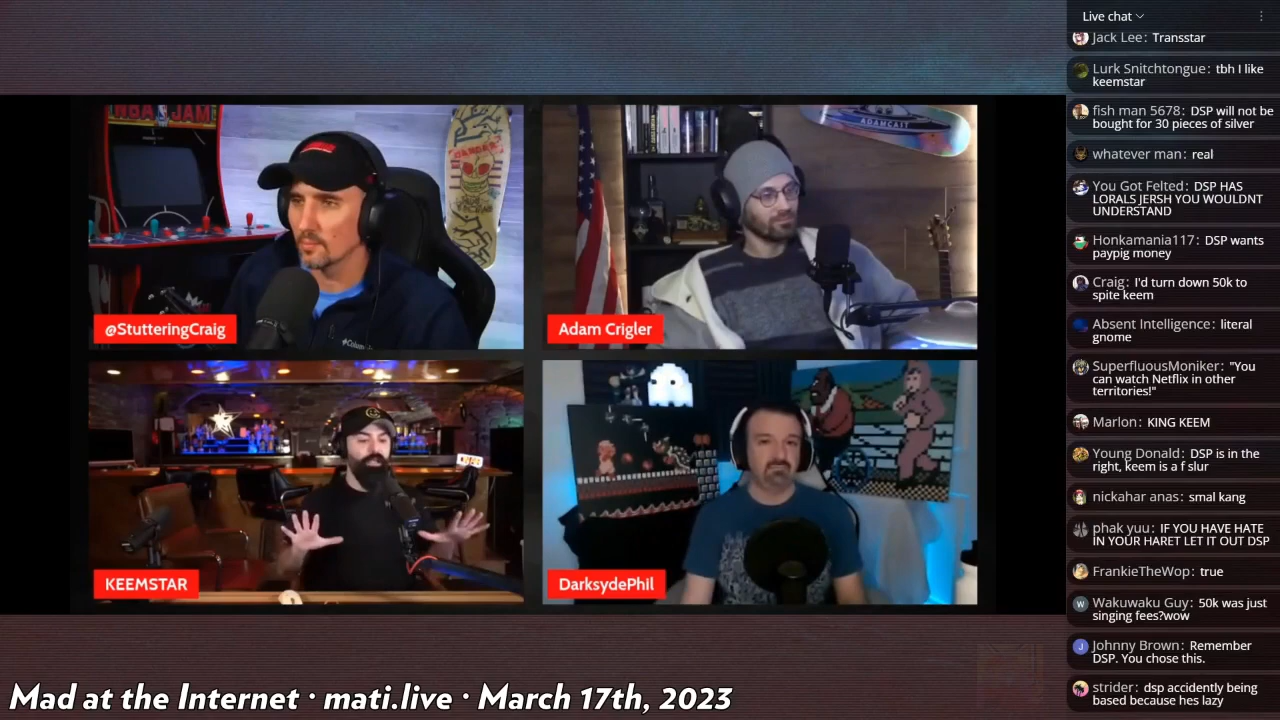 Live chat
Jack Lee: Transstar
Lurk Snitchtongue: tbh I like
keemstar
fish man 5678: DSP will not be
bought for 30 pieces of silver
whatever man: real
You Got Felted: DSP HAS
LORALS JERSH YOU WOULDNT
UNDERSTAND
Honkamania117: DSP wants
paypig money
Craig: I'd turn down 50k to
spite keem
Absent Intelligence: literal
gnome
SuperfluousMoniker: "You
can watch Netflix in other
territories!"
Marlon: KING KEEM
Young Donald: DSP is in the
right, keem is a f slur
nickahar anas: smal kang
phak yuu: IF YOU HAVE HATE
IN YOUR HARET LET IT OUT DSP
FrankieTheWop: true
W
Wakuwaku Guy: 50k was just
singing fees?wow
J
Johnny Brown: Remember
DSP. You chose this.
strider: dsp accidently being
based because hes lazy
NBA JAM
DANGER
@StutteringCraig
Columbia
ADAMCAIT
Adam Crigler
KEEMSTAR
DarksydePhil
Mad at the Internet · mati.live · March 17th, 2023